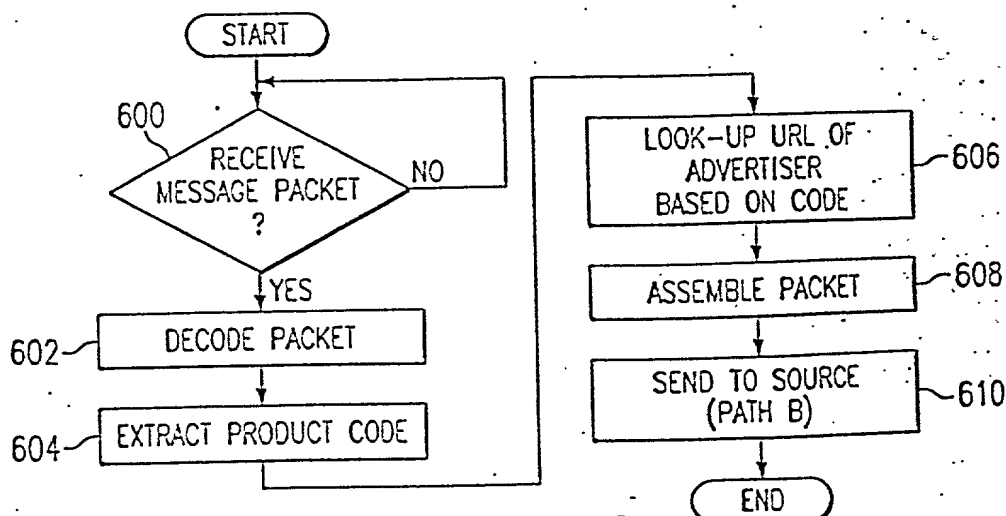 START
600
RECEIVE
MESSAGE PACKET
?
NO
YES
602
DECODE PACKET
604
EXTRACT PRODUCT CODE
LOOK-UP URL OF
ADVERTISER
BASED ON CODE
606
ASSEMBLE PACKET
608
SEND TO SOURCE
(PATH B)
610
END